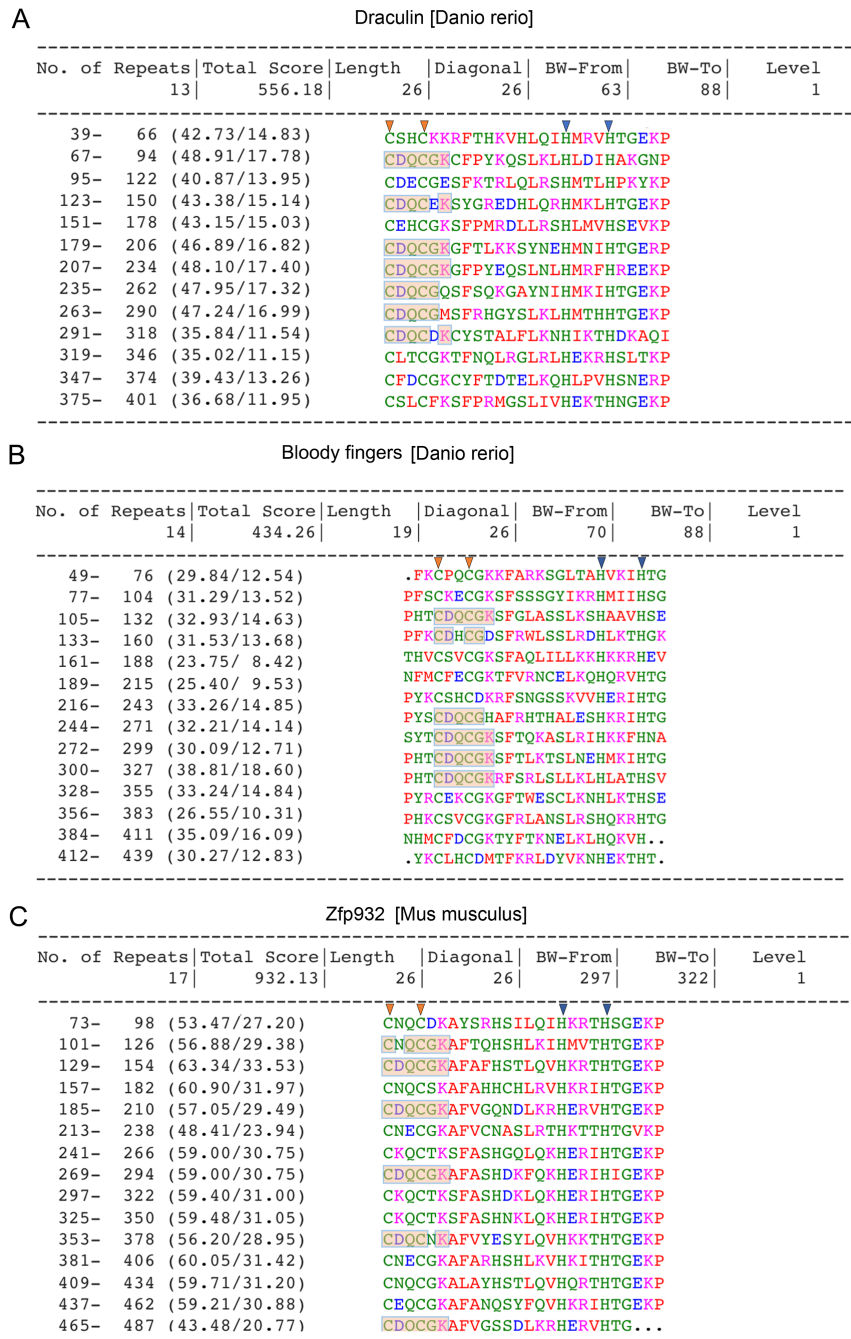 A
Draculin [Danio rerio]
No. of Repeats|Total Score|Length |Diagonal| BW-From| BW-To| Level
13| 556.18| 26| 26| 63| 88| 1
39- 66 (42.73/14.83) CSHCKKRFTHKVHLQIHMRVHTGEKP
67- 94 (48.91/17.78) CDQCGKCFPYKQSLKLHLDIHAKGNP
95- 122 (40.87/13.95) CDECGESFKTRLQLRSHMTLHPKYKP
123- 150 (43.38/15.14) CDQCEKSYGREDHLQRHMKLHTGEKP
151- 178 (43.15/15.03) CEHCGKSFPMRDLLRSHLMVHSEVKP
179- 206 (46.89/16.82) CDQCGKGFTLKKSYNEHMNIHTGERP
207- 234 (48.10/17.40) CDQCGKGFPYEQSLNLHMRFHREEKP
235- 262 (47.95/17.32) CDQCGQSFSQKGAYNIHMKIHTGEKP
263- 290 (47.24/16.99) CDQCGMSFRHGYSLKLHMTHHTGEKP
291- 318 (35.84/11.54) CDQCDKCYSTALFLKNHIKTHDKAQI
319- 346 (35.02/11.15) CLTCGKTFNQLRGLRLHEKRHSLTKP
347- 374 (39.43/13.26) CFDCGKCYFTDTELKQHLPVHSNERP
375- 401 (36.68/11.95) CSLCFKSFPRMGSLIVHEKTHNGEKP
B
Bloody fingers [Danio rerio]
No. of Repeats|Total Score|Length |Diagonal| BW-From| BW-To| Level
14| 434.26| 19| 26| 70| 88| 1
49- 76 (29.84/12.54) .FKCPQCGKKFARKSGLTAHVKIHTG
77- 104 (31.29/13.52) PFSCKECGKSFSSSGYIKRHMIIHSG
105- 132 (32.93/14.63) PHTCDQCGKSFGLASSLKSHAAVHSE
133- 160 (31.53/13.68) PFKCDHCGDSFRWLSSLRDHLKTHGK
161- 188 (23.75/ 8.42) THVCSVCGKSFAQLILLKKHKKRHEV
189- 215 (25.40/ 9.53) NFMCFECGKTFVRNCELKQHQRVHTG
216- 243 (33.26/14.85) PYKCSHCDKRFSNGSSKVVHERIHTG
PYSCDQCGHAFRHTHALESHKRIHTG
244- 271 (32.21/14.14) SYTCDQCGKSFTQKASLRIHKKFHNA
272- 299 (30.09/12.71) PHTCDQCGKSFTLKTSLNEHMKIHTG
300- 327 (38.81/18.60) PHTCDQCGKRFSRLSLLKLHLATHSV
328- 355 (33.24/14.84) PYRCEKCGKGFTWESCLKNHLKTHSE
356- 383 (26.55/10.31) PHKCSVCGKGFRLANSLRSHQKRHTG
384- 411 (35.09/16.09) NHMCFDCGKTYFTKNELKLHQKVH..
412- 439 (30.27/12.83) .YKCLHCDMTFKRLDYVKNHEKTHT.
C
Zfp932 [Mus musculus]
No. of Repeats|Total Score|Length |Diagonal| BW-From| BW-To| Level
17| 932.13| 26| 26| 297| 322| 1
73- 98 (53.47/27.20) CNQCDKAYSRHSILQIHKRTHSGEKP
101- 126 (56.88/29.38) CNQCGKAFTQHSHLKIHMVTHTGEKP
129- 154 (63.34/33.53) CDQCGKAFAFHSTLQVHKRTHTGEKP
157- 182 (60.90/31.97) CNQCSKAFAHHCHLRVHKRIHTGEKP
185- 210 (57.05/29.49) CDQCGKAFVGQNDLKRHERVHTGEKP
213- 238 (48.41/23.94) CNECGKAFVCNASLRTHKTTHTGVKP
241- 266 (59.00/30.75) CKQCTKSFASHGQLQKHERIHTGEKP
269- 294 (59.00/30.75) CDQCGKAFASHDKFQKHERIHIGEKP
297- 322 (59.40/31.00) CKQCTKSFASHDKLQKHERIHTGEKP
325- 350 (59.48/31.05) CKQCTKSFASHNKLQKHERIHTGEKP
353- 378 (56.20/28.95) CDQCNKAFVYESYLQVHKKTHTGEKP
381- 406 (60.05/31.42) CNECGKAFARHSHLKVHKITHTGEKP
409- 434 (59.71/31.20) CNQCGKALAYHSTLQVHQRTHTGEKP
437- 462 (59.21/30.88) CEQCGKAFANQSYFQVHKRIHTGEKP
465- 487 (43.48/20.77) CDQCGKAFVGSSDLKRHERVHTG...